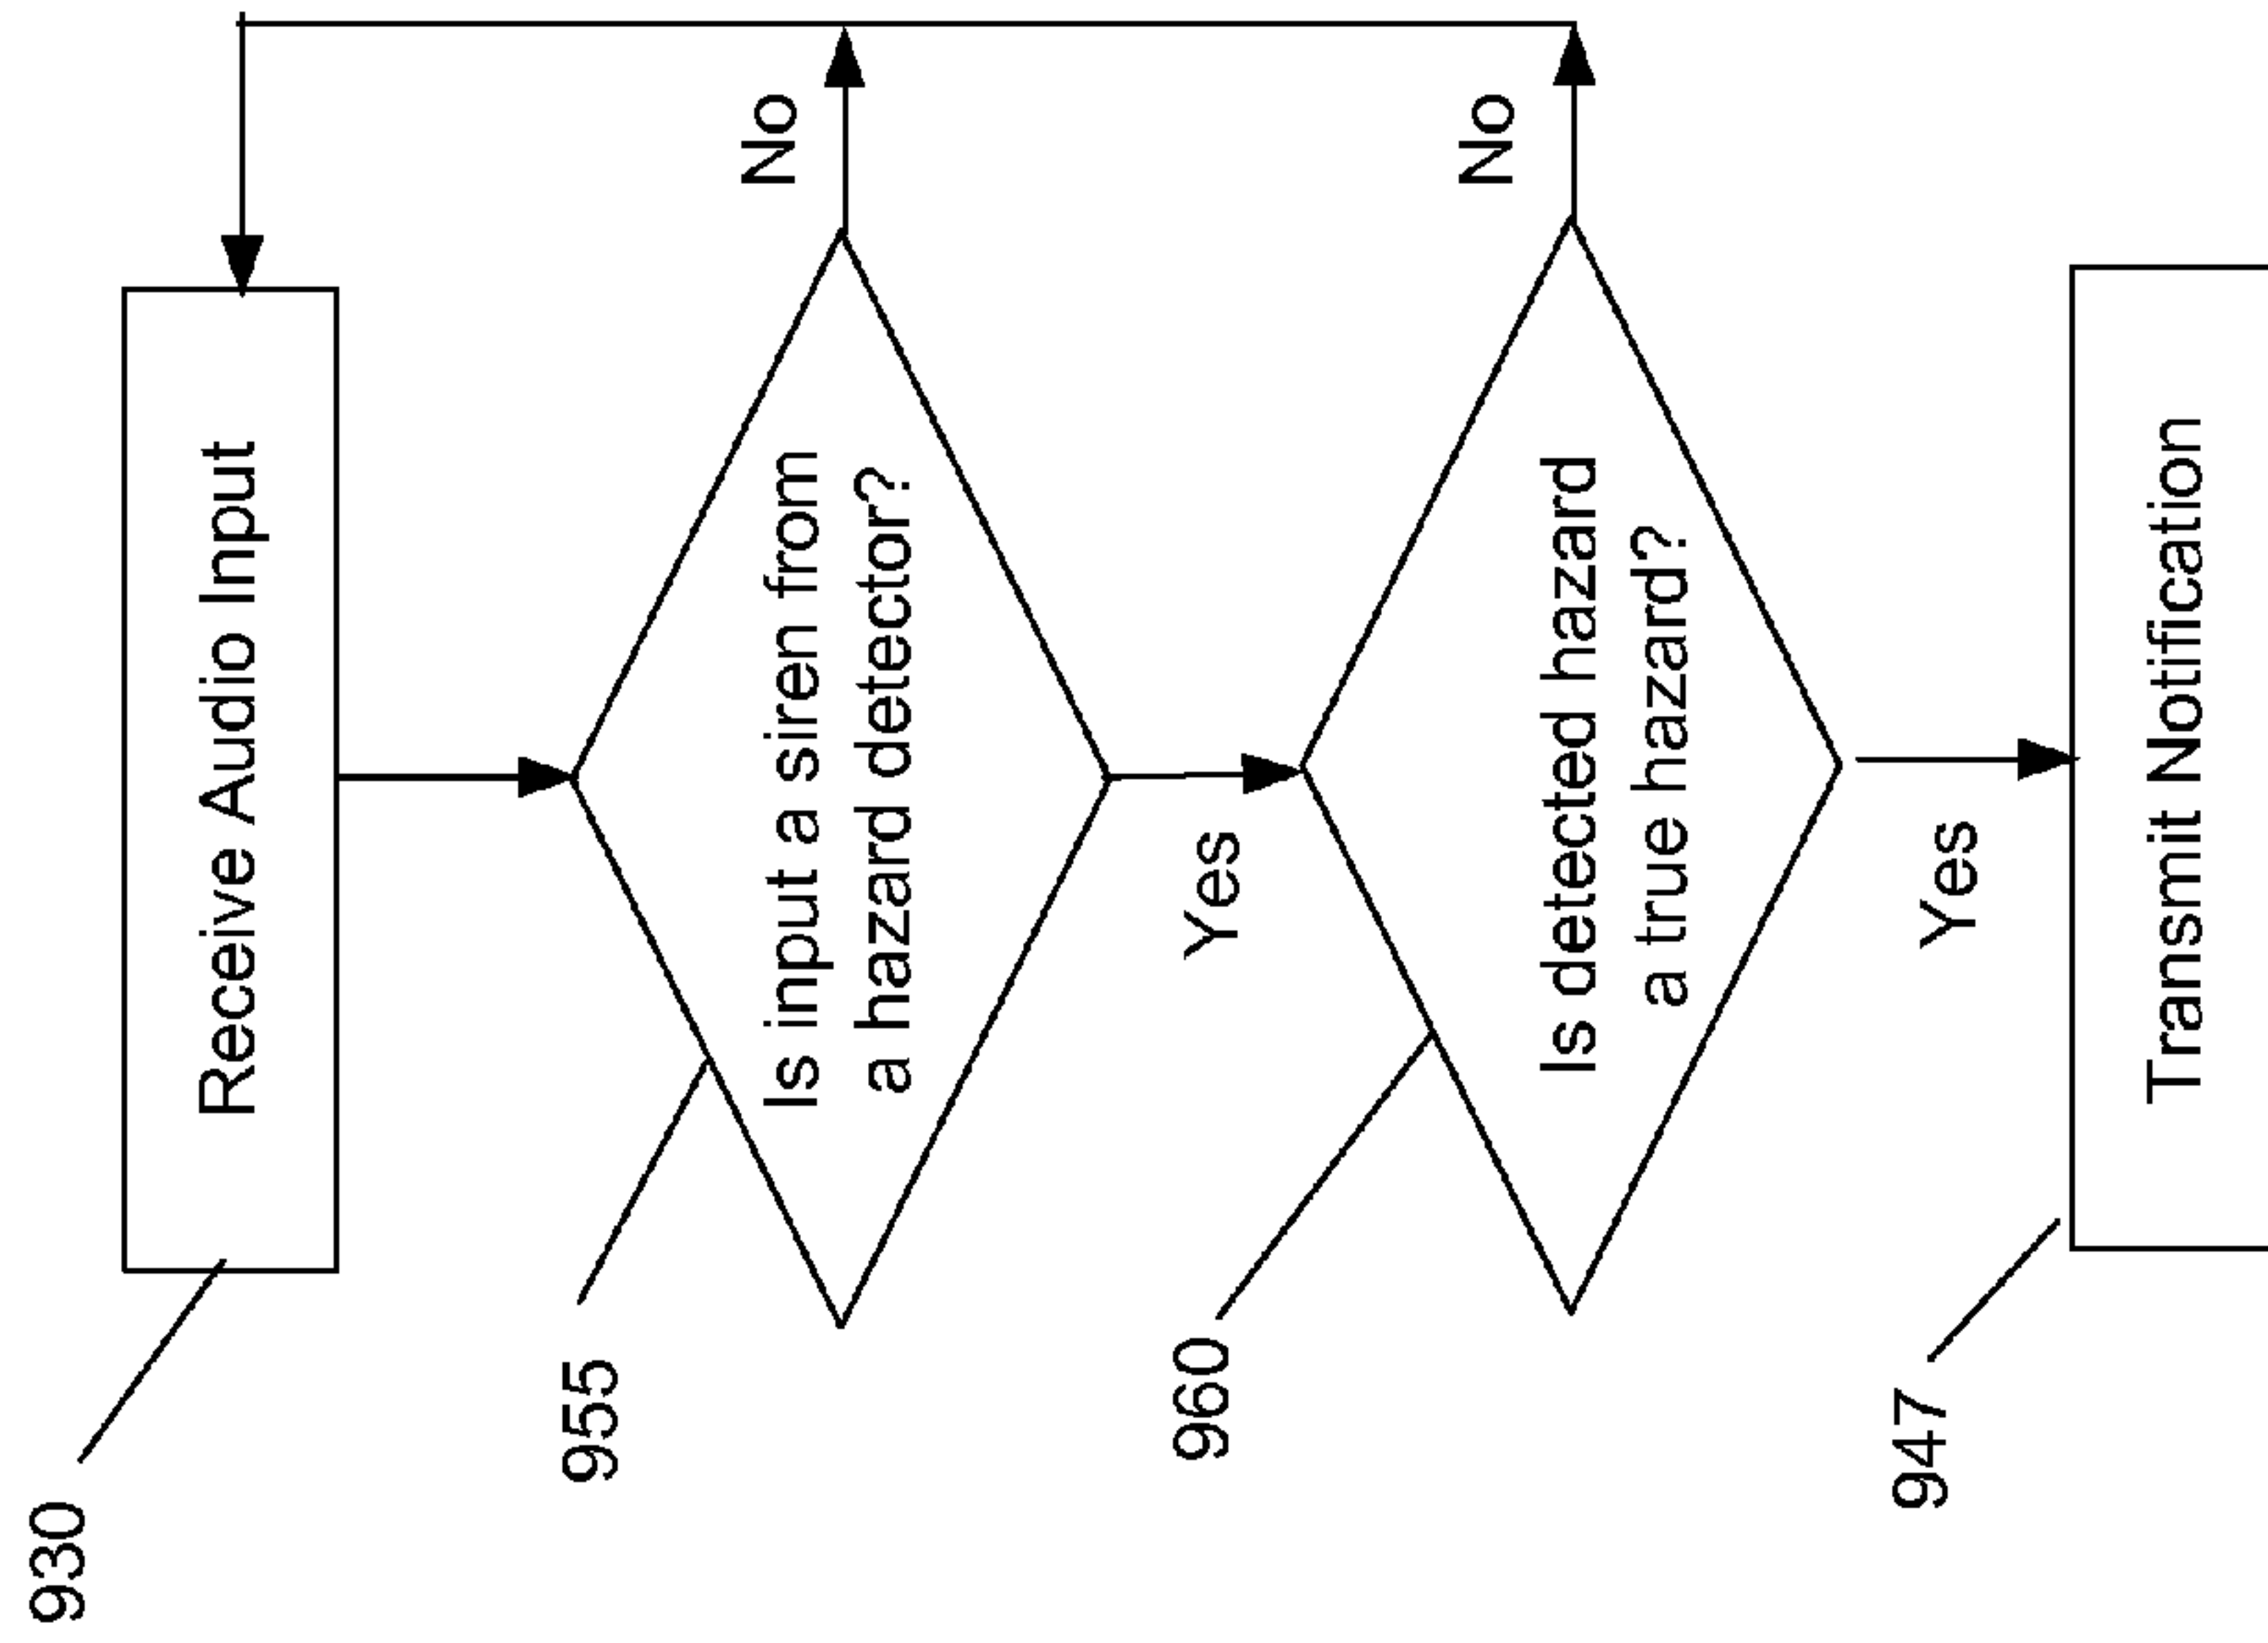 930
Receive Audio Input
955
Is input a siren from
a hazard detector?
No
Yes
960
Is detected hazard
a true hazard?
No
Yes
947
Transmit Notification